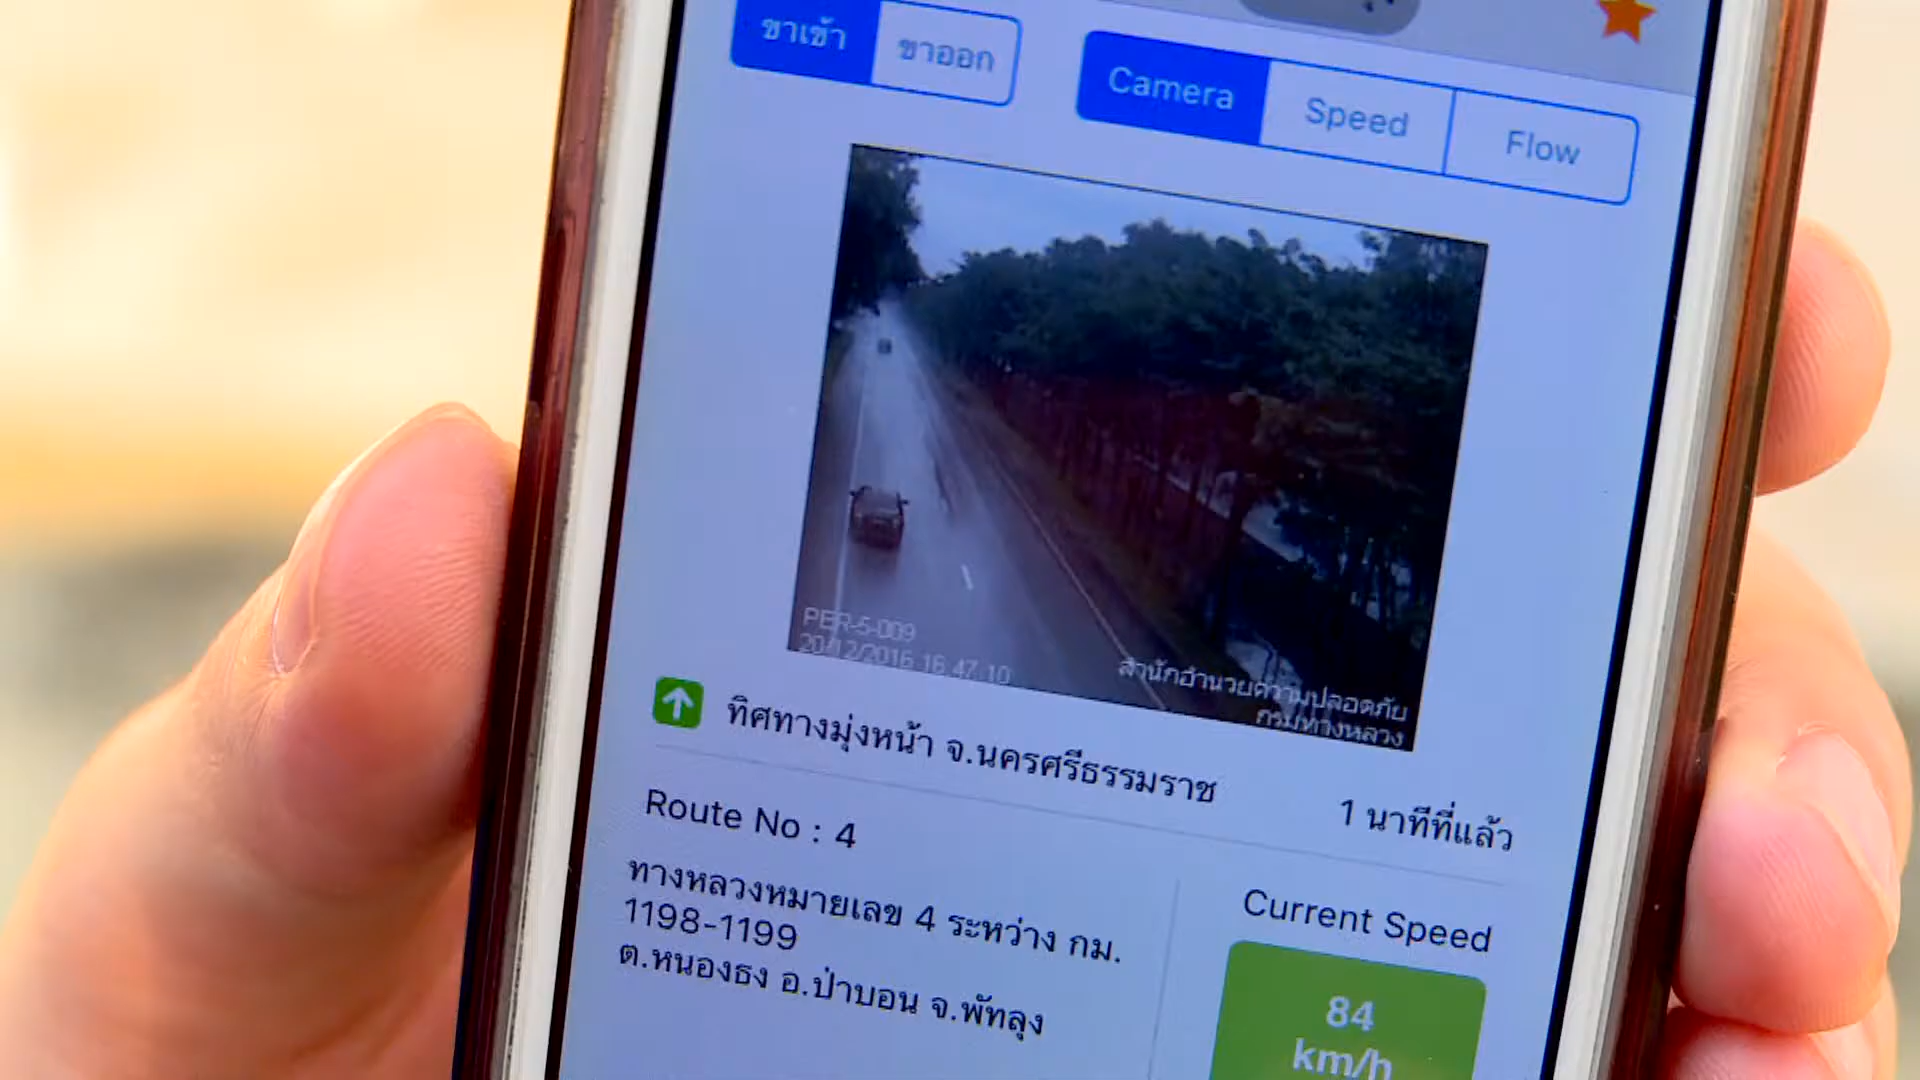 ขาเข้า ขาออก
Camera Speed Flow
PER-5-009
20/12/2016 16:47:10
สำนักอำนวยความปลอดภัย
กรมทางหลวง
ทิศทางมุ่งหน้า จ.นครศรีธรรมราช
1 นาทีที่แล้ว
Route No : 4
ทางหลวงหมายเลข 4 ระหว่าง กม.
1198-1199
ต.หนองธง อ.ป่าบอน จ.พัทลุง
Current Speed
84
km/h